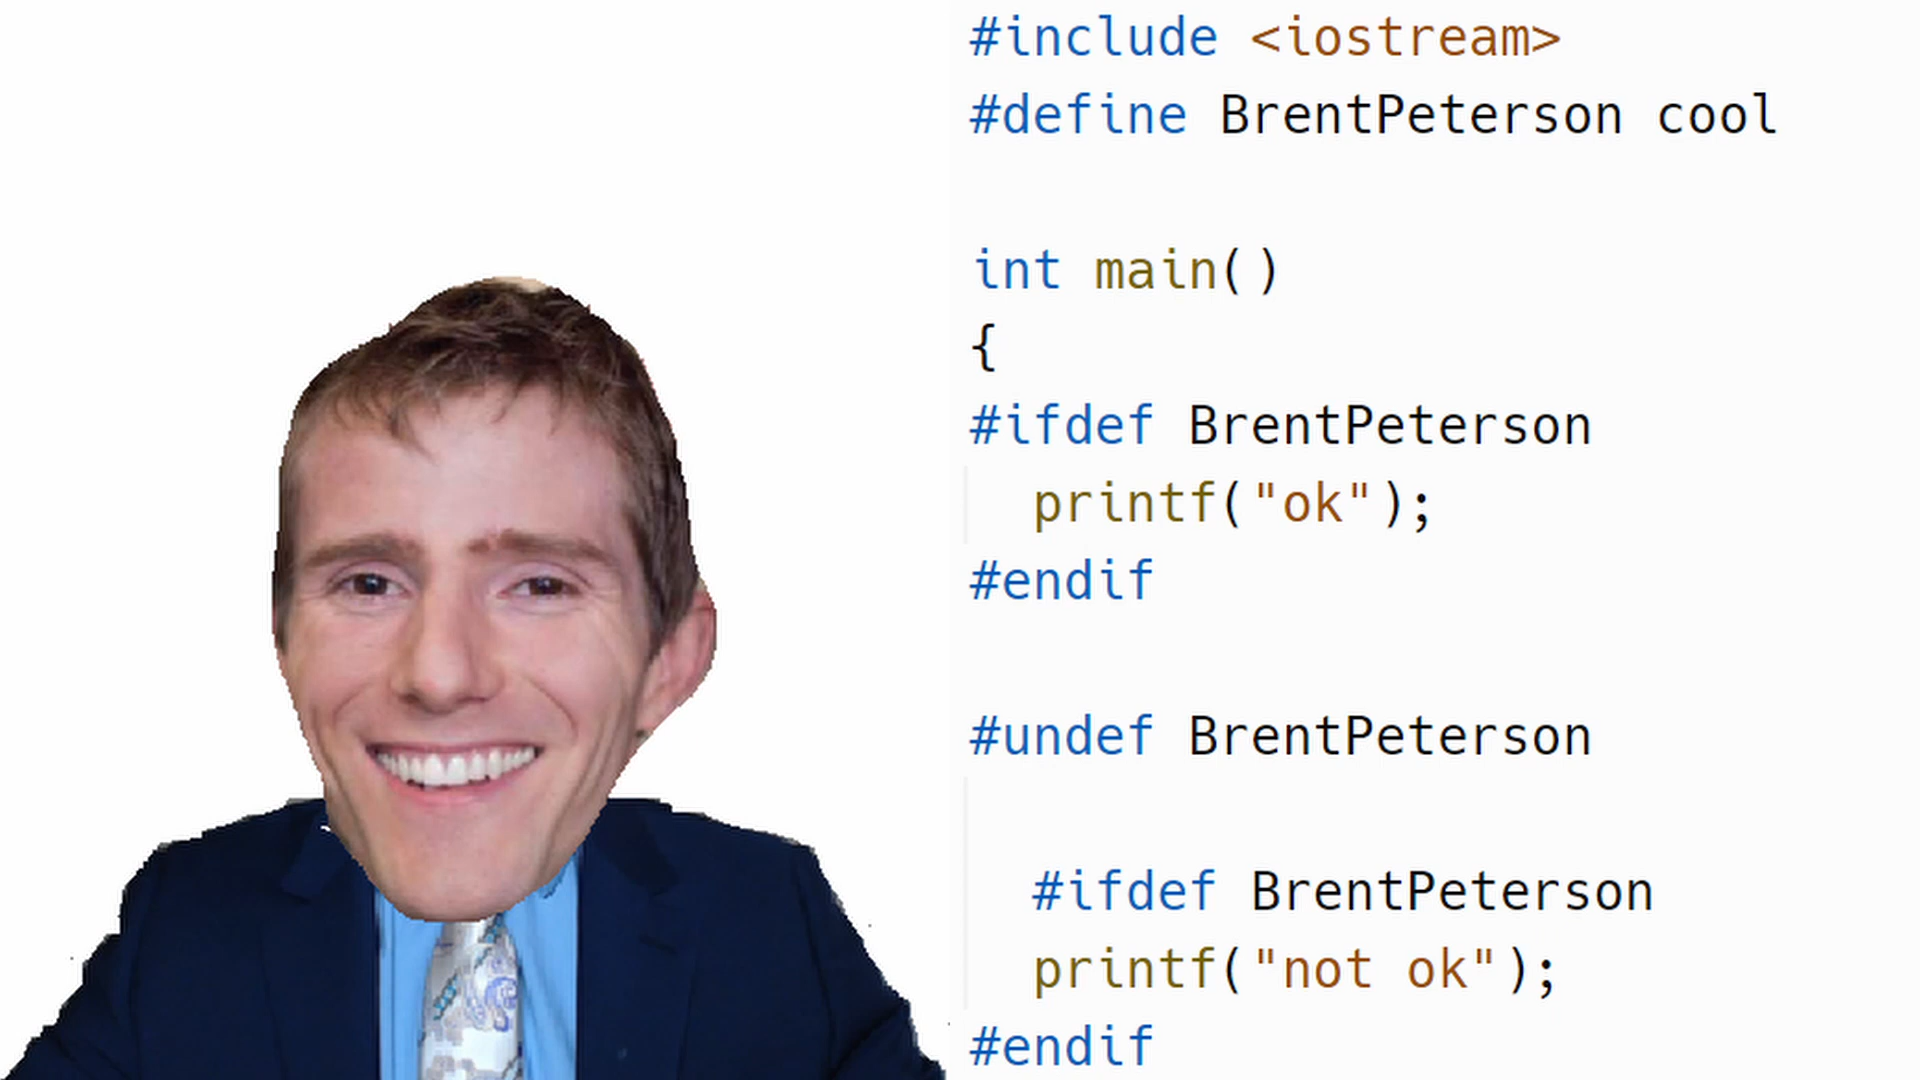 #include <iostream>
#define BrentPeterson cool
int main()
{
#ifdef BrentPeterson
printf("ok");
#endif
#undef BrentPeterson
#ifdef BrentPeterson
printf("not ok");
#endif